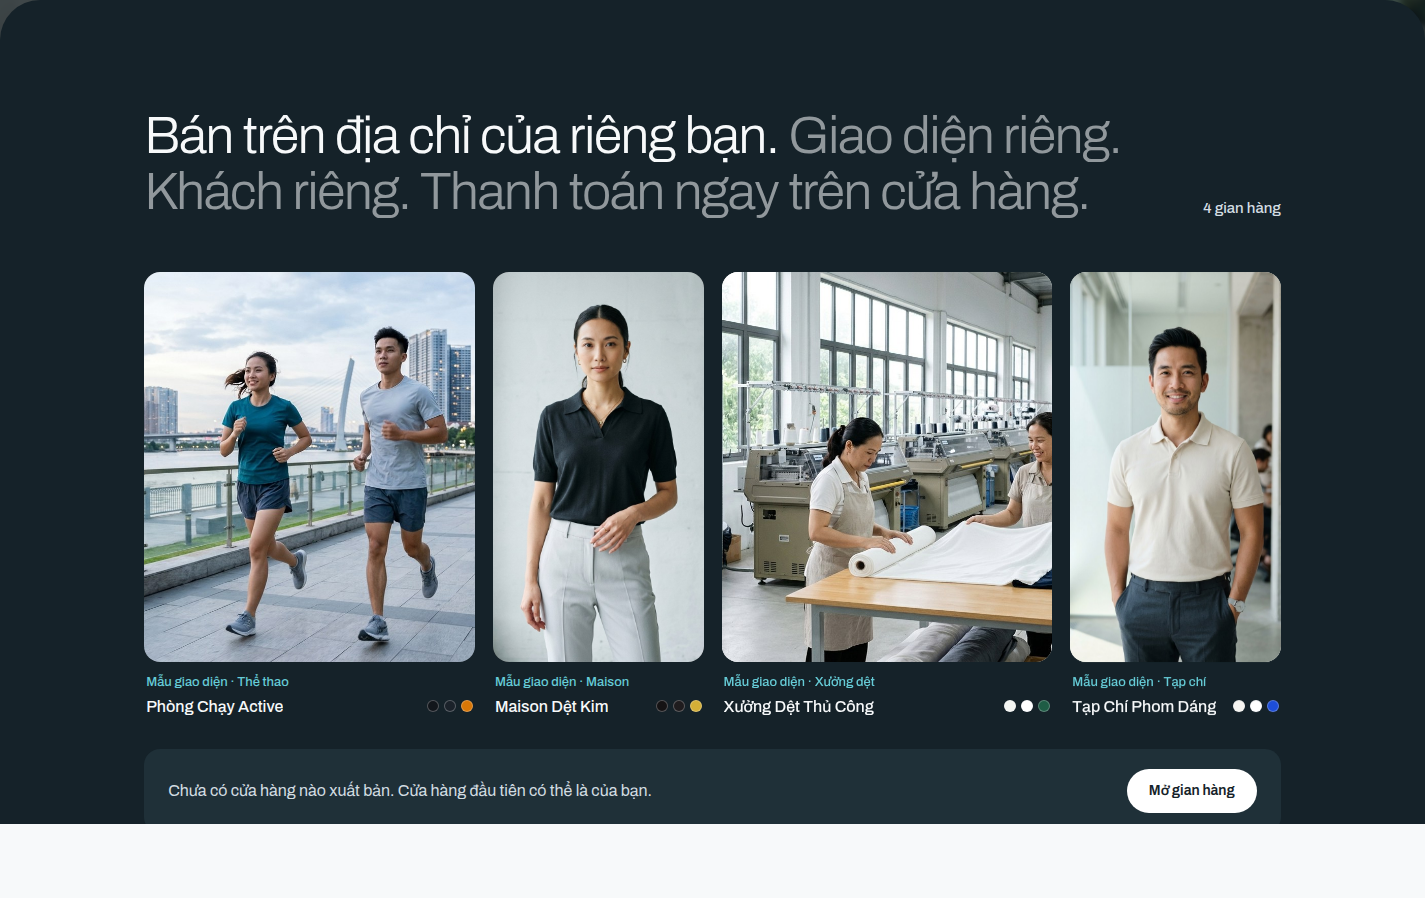 Bán trên địa chỉ của riêng bạn. Giao diện riêng.
Khách riêng. Thanh toán ngay trên cửa hàng.
4 gian hàng
Mẫu giao diện · Thể thao
Phòng Chạy Active
Mẫu giao diện · Maison
Maison Dệt Kim
Mẫu giao diện · Xưởng dệt
Xưởng Dệt Thủ Công
Mẫu giao diện · Tạp chí
Tạp Chí Phom Dáng
Chưa có cửa hàng nào xuất bản. Cửa hàng đầu tiên có thể là của bạn.
Mở gian hàng